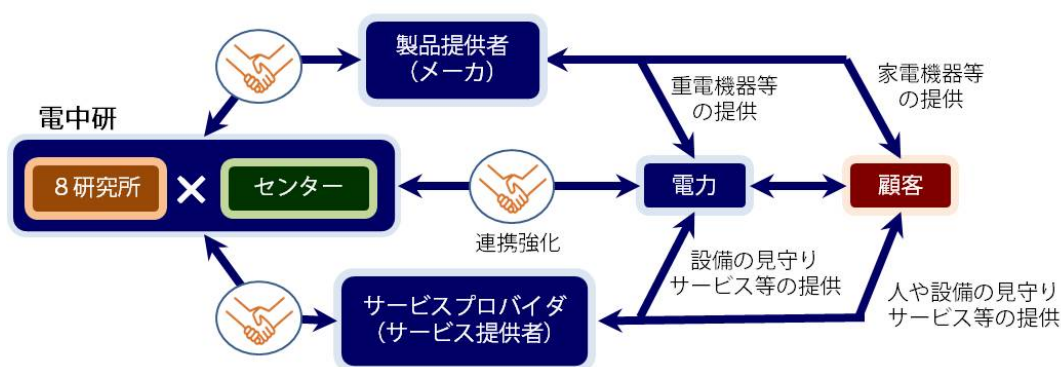 製品提供者
（メーカ）
重電機器等
の提供
家電機器等
の提供
電中研
８研究所
×
センター
連携強化
電力
顧客
設備の見守り
サービス等の提供
サービスプロバイダ
（サービス提供者）
人や設備の見守り
サービス等の提供